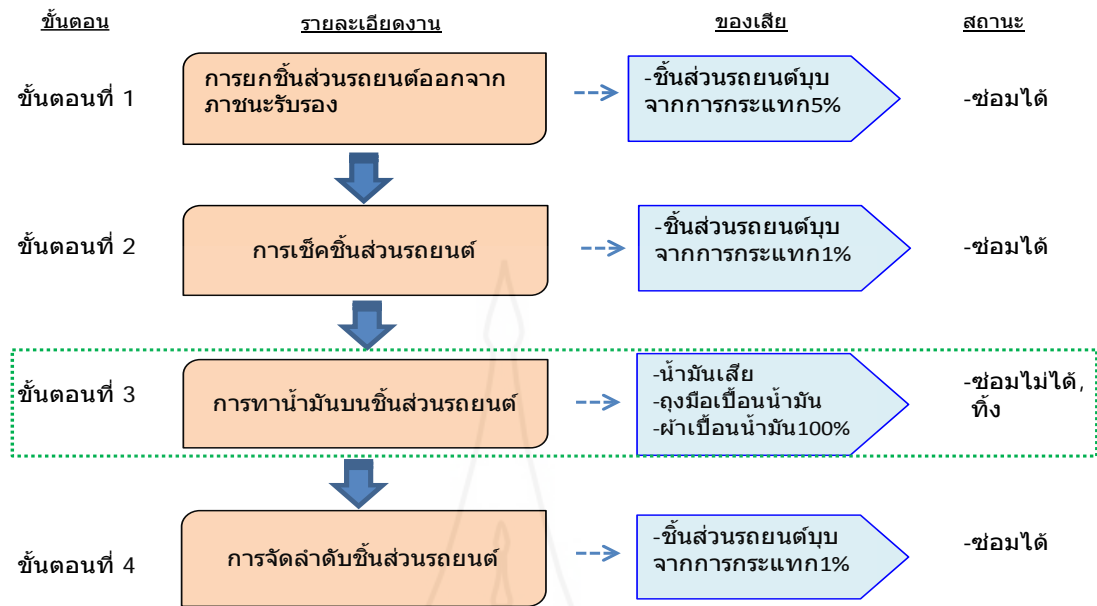 ขั้นตอน รายละเอียดงาน ของเสีย สถานะ
ขั้นตอนที่ 1
การยกชิ้นส่วนรถยนต์ออกจาก
ภาชนะรับรอง
-ชิ้นส่วนรถยนต์บุบ
จากการกระแทก5%
-ซ่อมได้
ขั้นตอนที่ 2
การเช็คชิ้นส่วนรถยนต์
-ชิ้นส่วนรถยนต์บุบ
จากการกระแทก1%
-ซ่อมได้
ขั้นตอนที่ 3
การทาน้ำมันบนชิ้นส่วนรถยนต์
-น้ำมันเสีย
-ถุงมือเปื้อนน้ำมัน
-ผ้าเปื้อนน้ำมัน100%
-ซ่อมไม่ได้,
ทิ้ง
ขั้นตอนที่ 4
การจัดลำดับชิ้นส่วนรถยนต์
-ชิ้นส่วนรถยนต์บุบ
จากการกระแทก1%
-ซ่อมได้